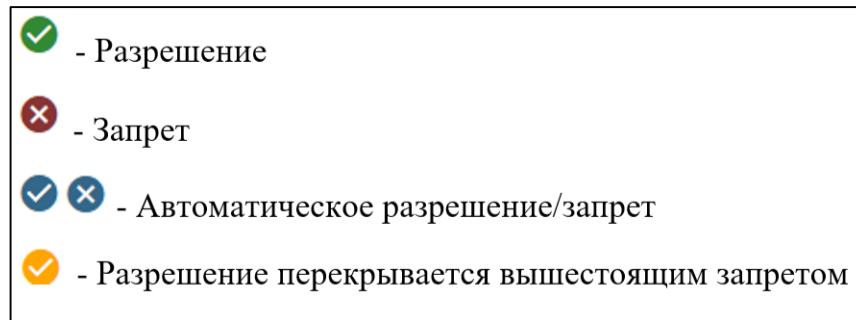 - Разрешение
- Запрет
- Автоматическое разрешение/запрет
- Разрешение перекрывается вышестоящим запретом